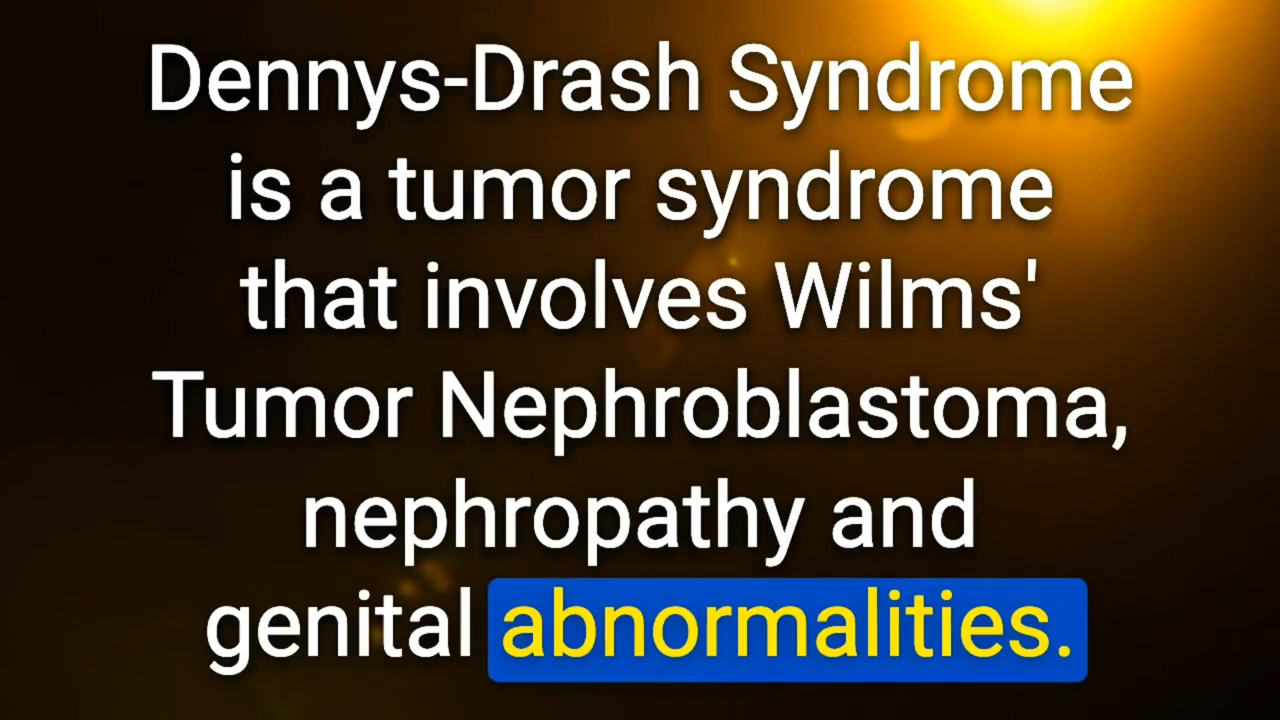 Dennys-Drash Syndrome
is a tumor syndrome
that involves Wilms'
Tumor Nephroblastoma,
nephropathy and
genital abnormalities.